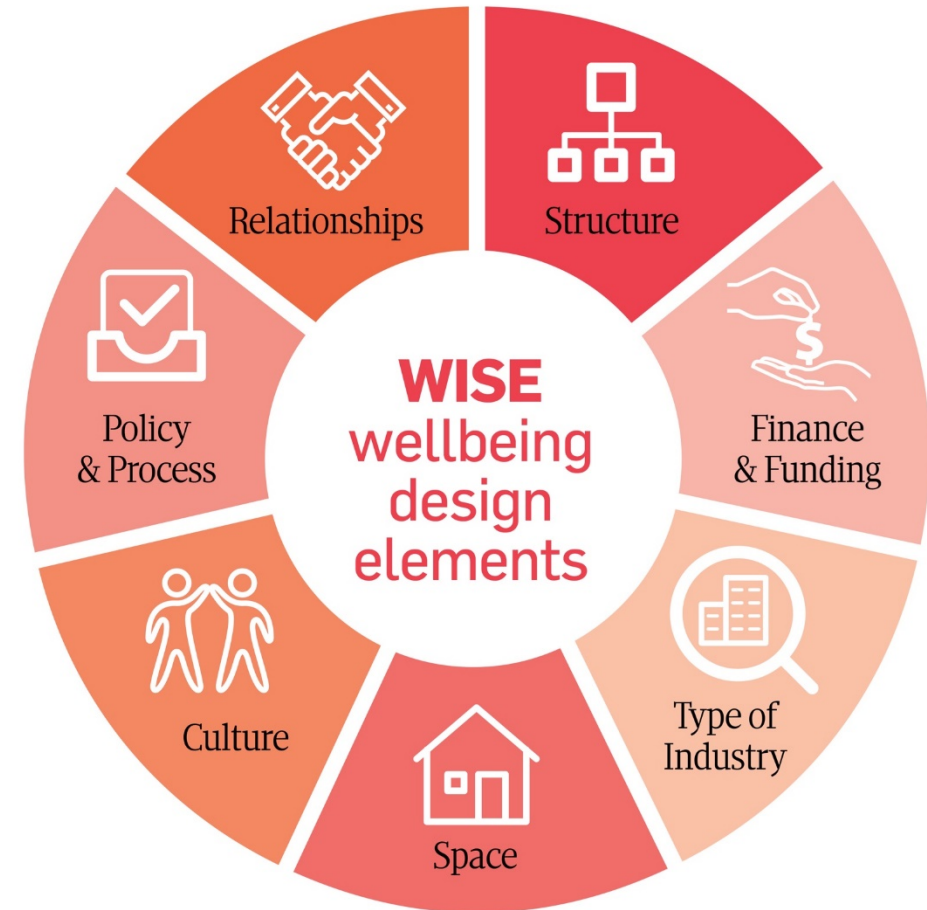 WISE
wellbeing
design
elements
Structure
Finance
& Funding
$
Type of
Industry
Space
Culture
Policy
& Process
Relationships